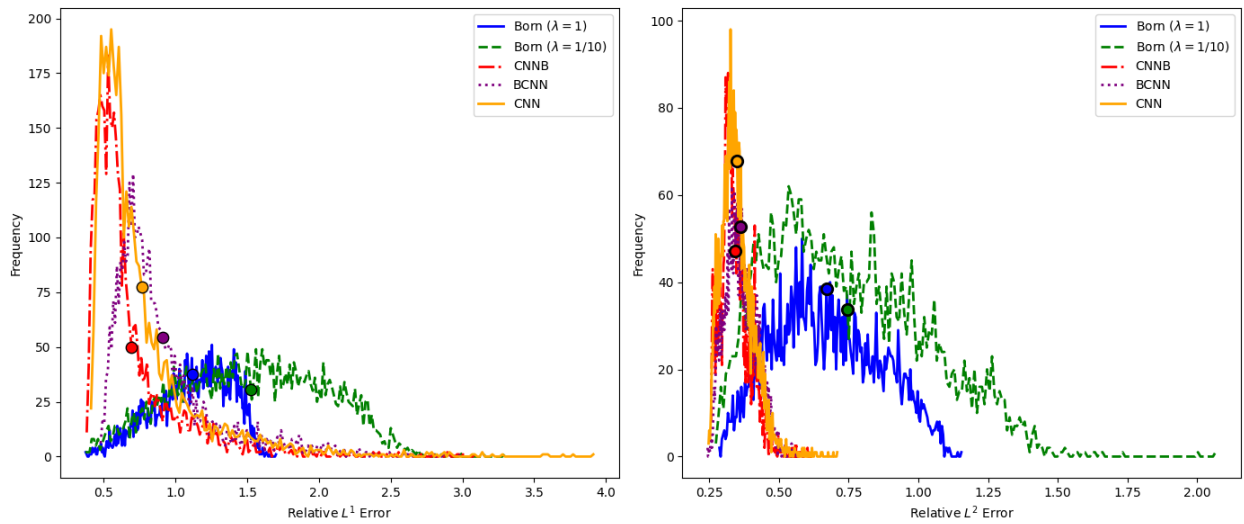 200
175
150
125
100
75
50
25
0
Frequency
0.5 1.0 1.5 2.0 2.5 3.0 3.5 4.0
Relative L¹ Error
Born (λ = 1)
Born (λ = 1/10)
CNNB
BCNN
CNN
100
80
60
40
20
0
Frequency
0.25 0.50 0.75 1.00 1.25 1.50 1.75 2.00
Relative L² Error
Born (λ = 1)
Born (λ = 1/10)
CNNB
BCNN
CNN